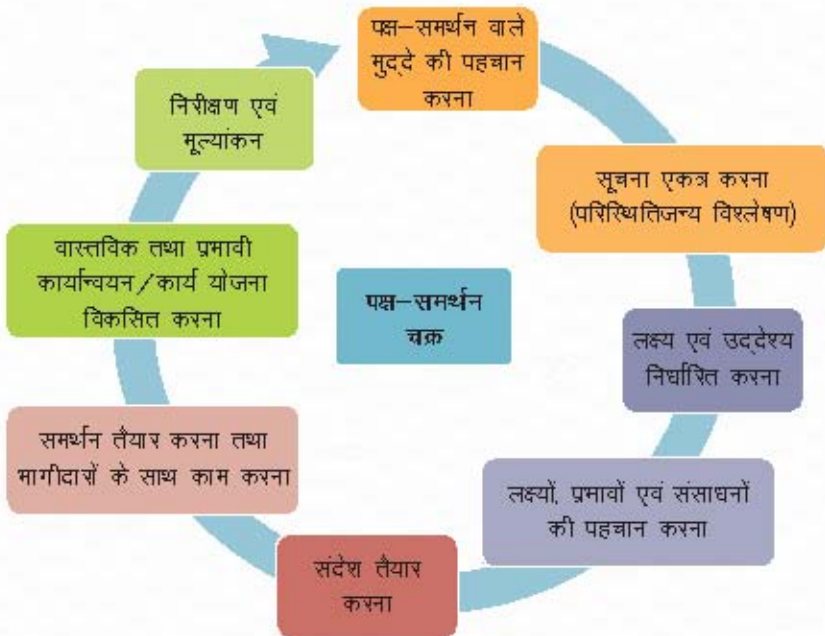 पक्ष–समर्थन वाले
मुद्दे की पहचान
करना
सूचना एकत्र करना
(परिस्थितिजन्य विश्लेषण)
लक्ष्य एवं उद्देश्य
निर्धारित करना
लक्ष्यों, प्रभावों एवं संसाधनों
की पहचान करना
संदेश तैयार
करना
समर्थन तैयार करना तथा
भागीदारों के साथ काम करना
वास्तविक तथा प्रभावी
कार्यान्वयन/कार्य योजना
विकसित करना
निरीक्षण एवं
मूल्यांकन
पक्ष–समर्थन
चक्र